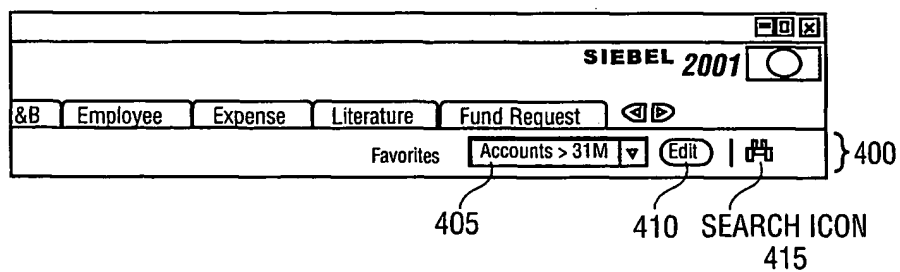 SIEBEL 2001
&B Employee Expense Literature Fund Request
Favorites Accounts > 31M Edit 400
405 410 SEARCH ICON
415